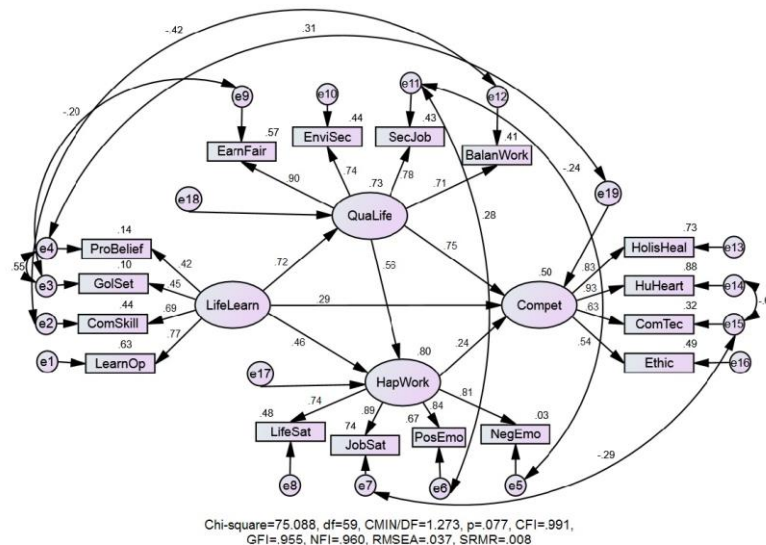 -.42
.31
-.20
e9
e10
e11
e12
.57
.44
.43
.41
EarnFair
EnviSec
SecJob
BalanWork
-.24
e19
.90
.74
.78
.71
e18
.73
QuaLife
.28
e4
.14
ProBelief
.55
e3
.10
GolSet
.42
.45
.72
.56
.75
.73
HolisHeal
e13
.50
.83
.88
HuHeart
e14
e2
.44
ComSkill
.69
LifeLearn
.29
Compet
.93
.63
.32
ComTec
e15
e1
.63
LearnOp
.77
.46
.24
.54
.49
Ethic
e16
e17
.80
HapWork
.74
.89
.84
.81
.48
LifeSat
.74
JobSat
.67
PosEmo
.03
NegEmo
-.29
e8
e7
e6
e5
Chi-square=75.088, df=59, CMIN/DF=1.273, p=.077, CFI=.991,
GFI=.955, NFI=.960, RMSEA=.037, SRMR=.008